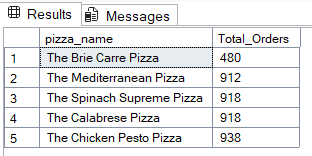 Results Messages
pizza_name Total_Orders
1 The Brie Carre Pizza 480
2 The Mediterranean Pizza 912
3 The Spinach Supreme Pizza 918
4 The Calabrese Pizza 918
5 The Chicken Pesto Pizza 938